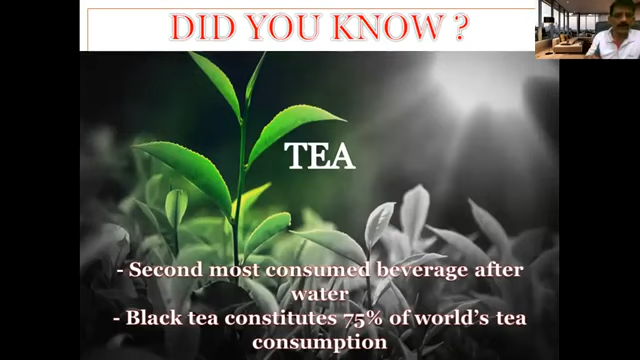 DID YOU KNOW ?
TEA
- Second most consumed beverage after
water
- Black tea constitutes 75% of world's tea
consumption